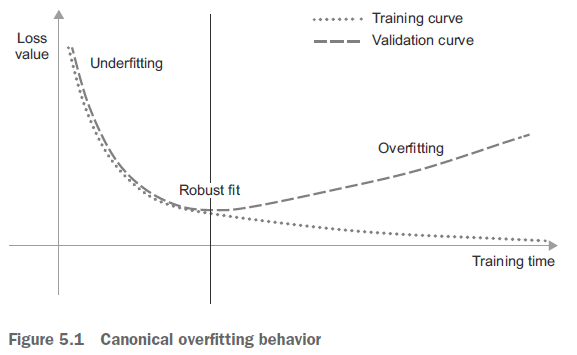 Loss
value
Training curve
Validation curve
Underfitting
Overfitting
Robust fit
Training time
Figure 5.1 Canonical overfitting behavior